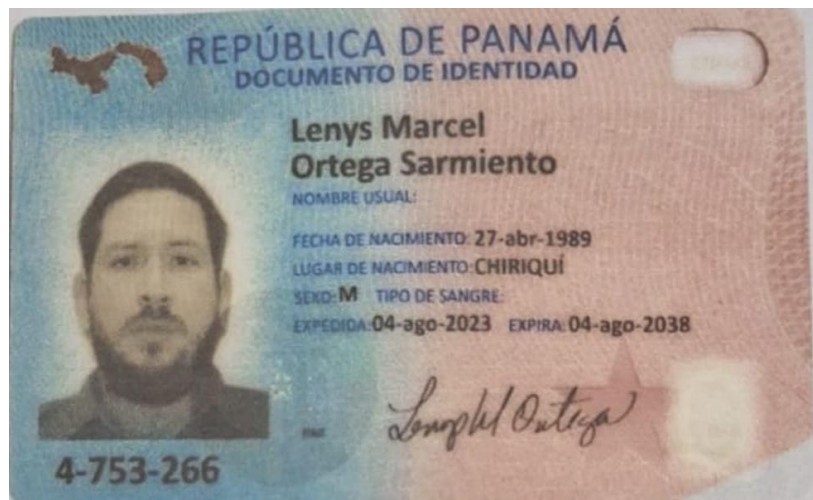 REPÚBLICA DE PANAMÁ
DOCUMENTO DE IDENTIDAD
Lenys Marcel
Ortega Sarmiento
NOMBRE USUAL:
FECHA DE NACIMIENTO: 27-abr-1989
LUGAR DE NACIMIENTO: CHIRIQUÍ
SEXO: M TIPO DE SANGRE:
EXPEDIDA: 04-ago-2023 EXPIRA: 04-ago-2038
4-753-266